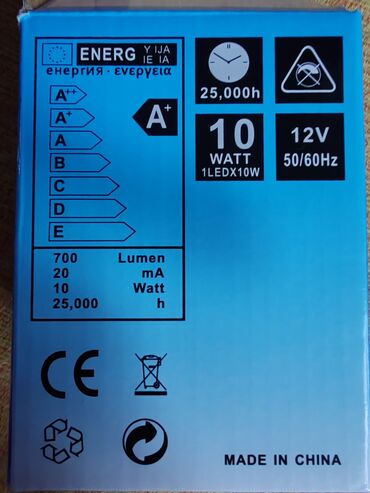 ENERG Y IJA
IE IA
енергия · ενεργεια
A++
A+
A
B
C
D
E
A+
700 Lumen
20 mA
10 Watt
25,000 h
25,000h
10
WATT
1LEDX10W
12V
50/60Hz
CE
MADE IN CHINA